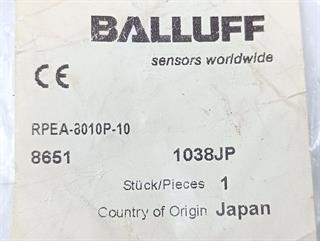 BALLUFF
sensors worldwide
CE
RPEA-8010P-10
8651 1038JP
Stück/Pieces 1
Country of Origin Japan